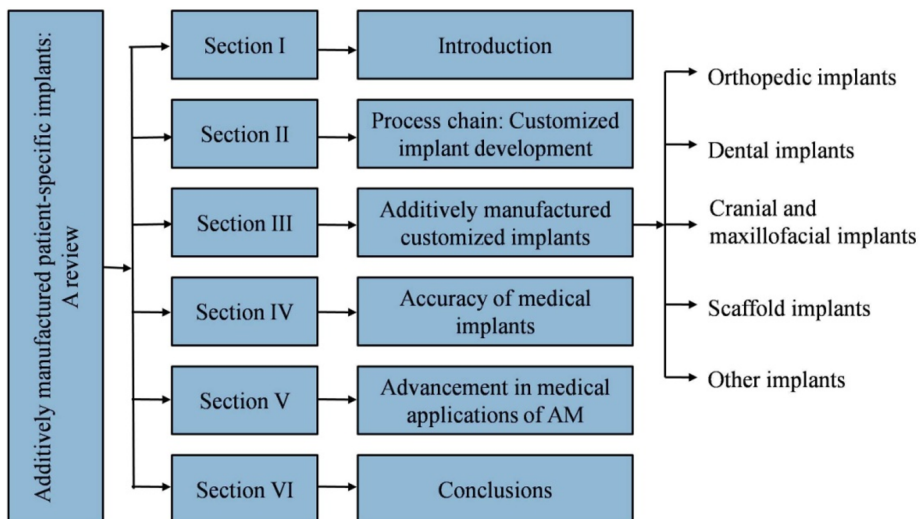 Additively manufactured patient-specific implants:
A review
Section I
Introduction
Section II
Process chain: Customized
implant development
Section III
Additively manufactured
customized implants
Section IV
Accuracy of medical
implants
Section V
Advancement in medical
applications of AM
Section VI
Conclusions
Orthopedic implants
Dental implants
Cranial and
maxillofacial implants
Scaffold implants
Other implants